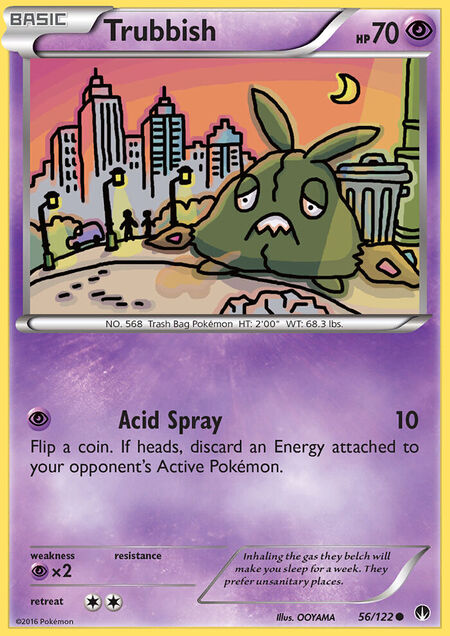 BASIC
Trubbish
HP70
NO. 568 Trash Bag Pokémon HT: 2'00" WT: 68.3 lbs.
Acid Spray 10
Flip a coin. If heads, discard an Energy attached to
your opponent's Active Pokémon.
weakness resistance
×2
retreat
Inhaling the gas they belch will
make you sleep for a week. They
prefer unsanitary places.
©2016 Pokémon
Illus. OOYAMA
56/122